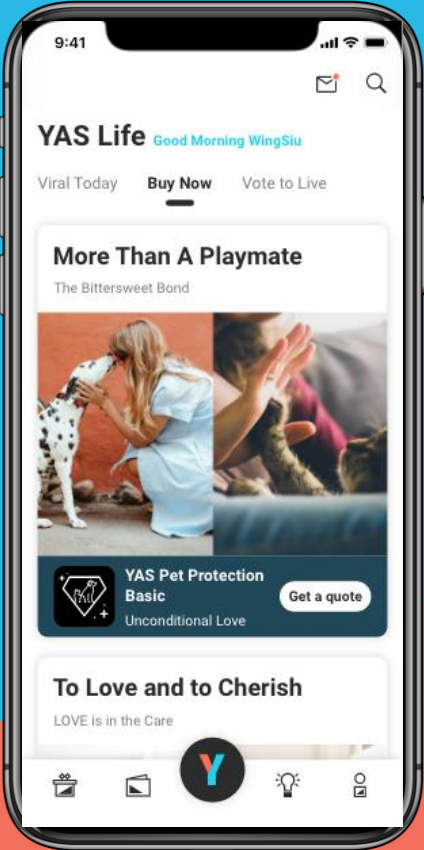 9:41
YAS Life Good Morning WingSiu
Viral Today Buy Now Vote to Live
More Than A Playmate
The Bittersweet Bond
YAS Pet Protection
Basic
Get a quote
Unconditional Love
To Love and to Cherish
LOVE is in the Care
Y